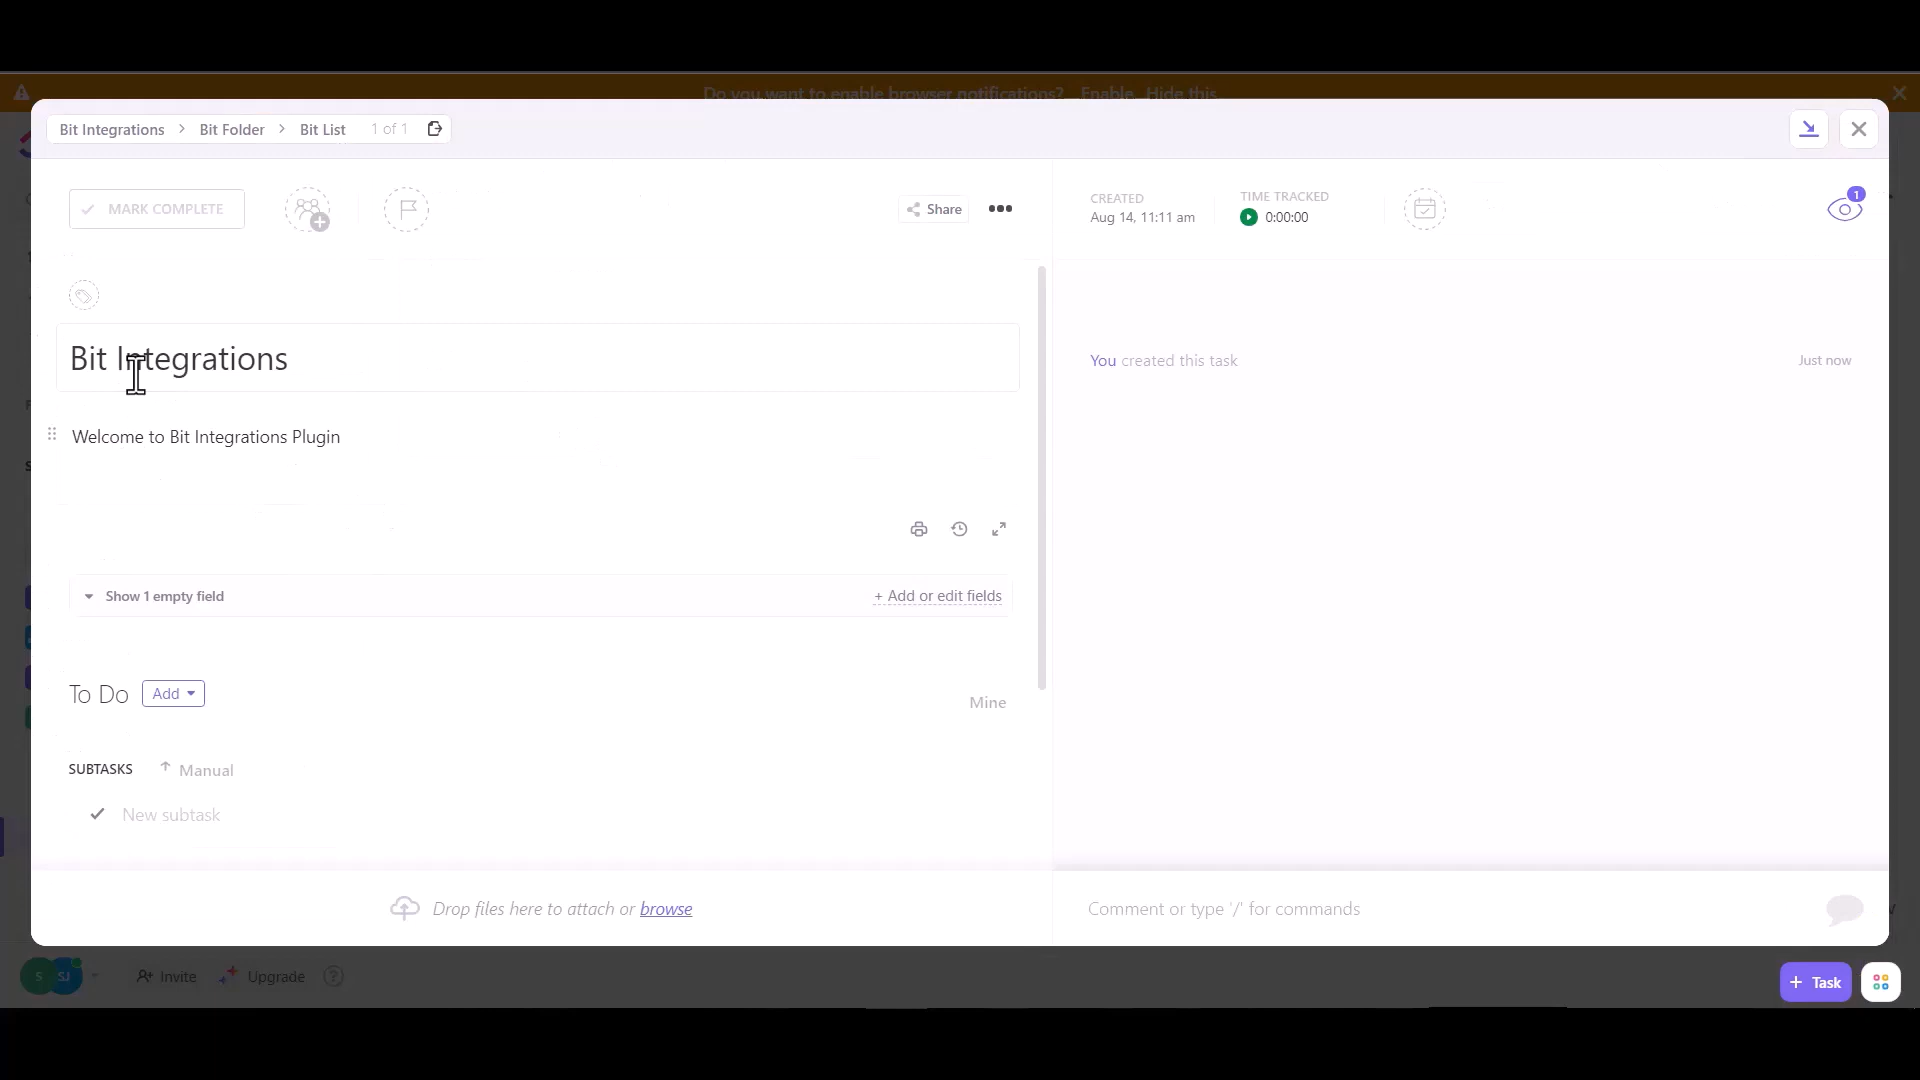 Do you want to enable browser notifications? Enable Hide this
Bit Integrations > Bit Folder > Bit List 1 of 1
MARK COMPLETE
Share
CREATED
Aug 14, 11:11 am
TIME TRACKED
0:00:00
1
Bit Integrations
You created this task
Just now
Welcome to Bit Integrations Plugin
Show 1 empty field
+ Add or edit fields
To Do
Add
Mine
SUBTASKS
Manual
New subtask
Drop files here to attach or browse
Comment or type '/' for commands
S
SJ
Invite
Upgrade
?
+ Task